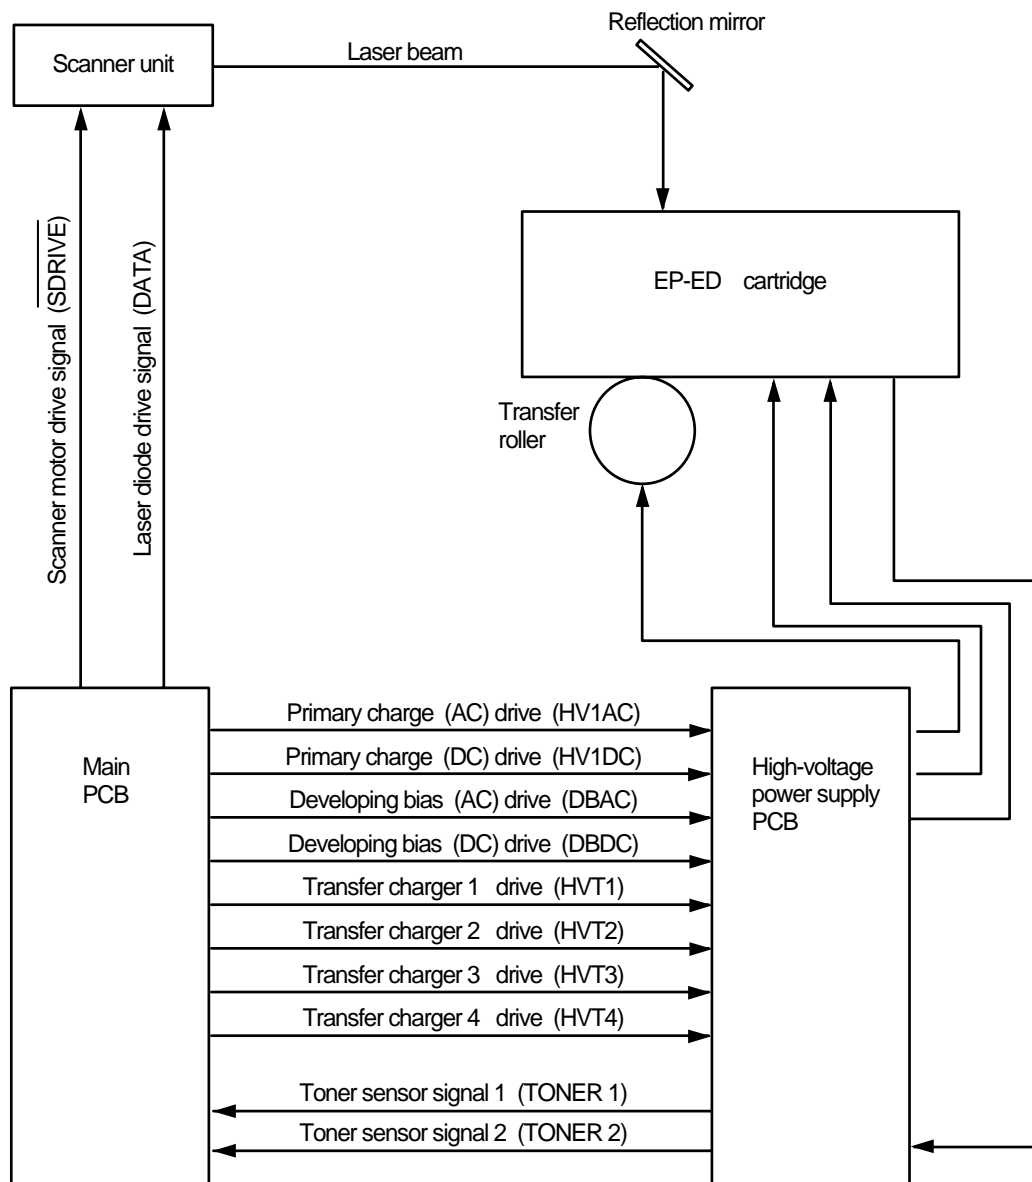 Reflection mirror
Scanner unit
Laser beam
Scanner motor drive signal (SDRIVE)
Laser diode drive signal (DATA)
EP-ED cartridge
Transfer
roller
Main
PCB
Primary charge (AC) drive (HV1AC)
Primary charge (DC) drive (HV1DC)
Developing bias (AC) drive (DBAC)
Developing bias (DC) drive (DBDC)
Transfer charger 1 drive (HVT1)
Transfer charger 2 drive (HVT2)
Transfer charger 3 drive (HVT3)
Transfer charger 4 drive (HVT4)
Toner sensor signal 1 (TONER 1)
Toner sensor signal 2 (TONER 2)
High-voltage
power supply
PCB